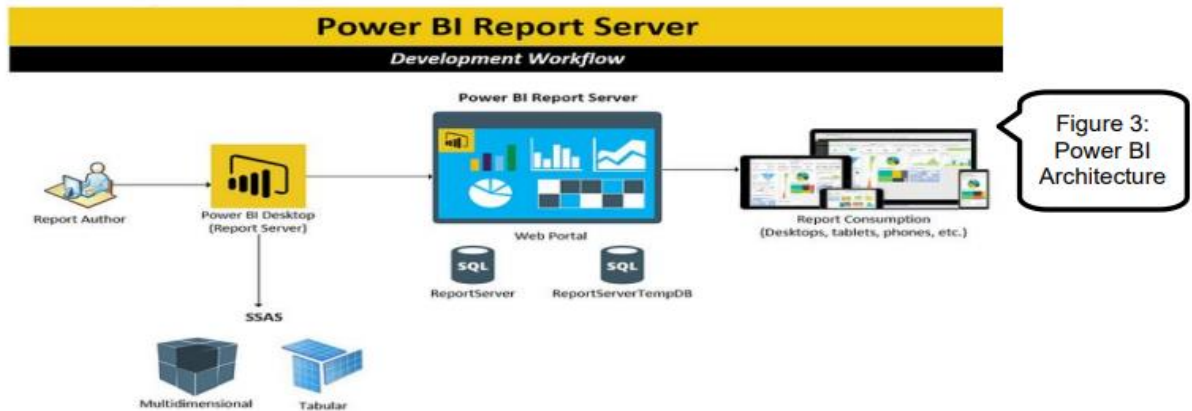 Power BI Report Server
Development Workflow
Power BI Report Server
Report Author
Power BI Desktop
(Report Server)
Web Portal
SQL
SQL
ReportServer
ReportServerTempDB
Report Consumption
(Desktops, tablets, phones, etc.)
Figure 3:
Power BI
Architecture
SSAS
Multidimensional
Tabular